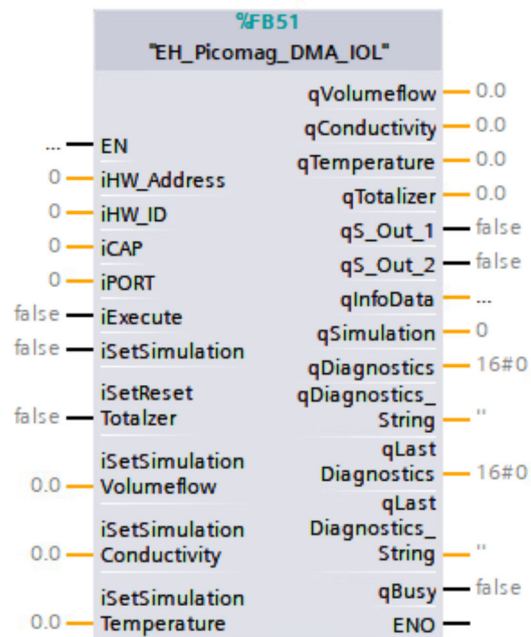 %FB51
"EH_Picomag_DMA_IOL"
qVolumeflow 0.0
qConductivity 0.0
... EN
qTemperature 0.0
0 iHW_Address
qTotalizer 0.0
0 iHW_ID
qS_Out_1 false
0 iCAP
qS_Out_2 false
0 iPORT
qInfoData ...
false iExecute
qSimulation 0
false iSetSimulation
qDiagnostics 16#0
iSetReset
qDiagnostics_
false Totalzer
String ''
qLast
iSetSimulation
Diagnostics 16#0
0.0 Volumeflow
qLast
Diagnostics_
iSetSimulation
String ''
0.0 Conductivity
qBusy false
iSetSimulation
0.0 Temperature
ENO